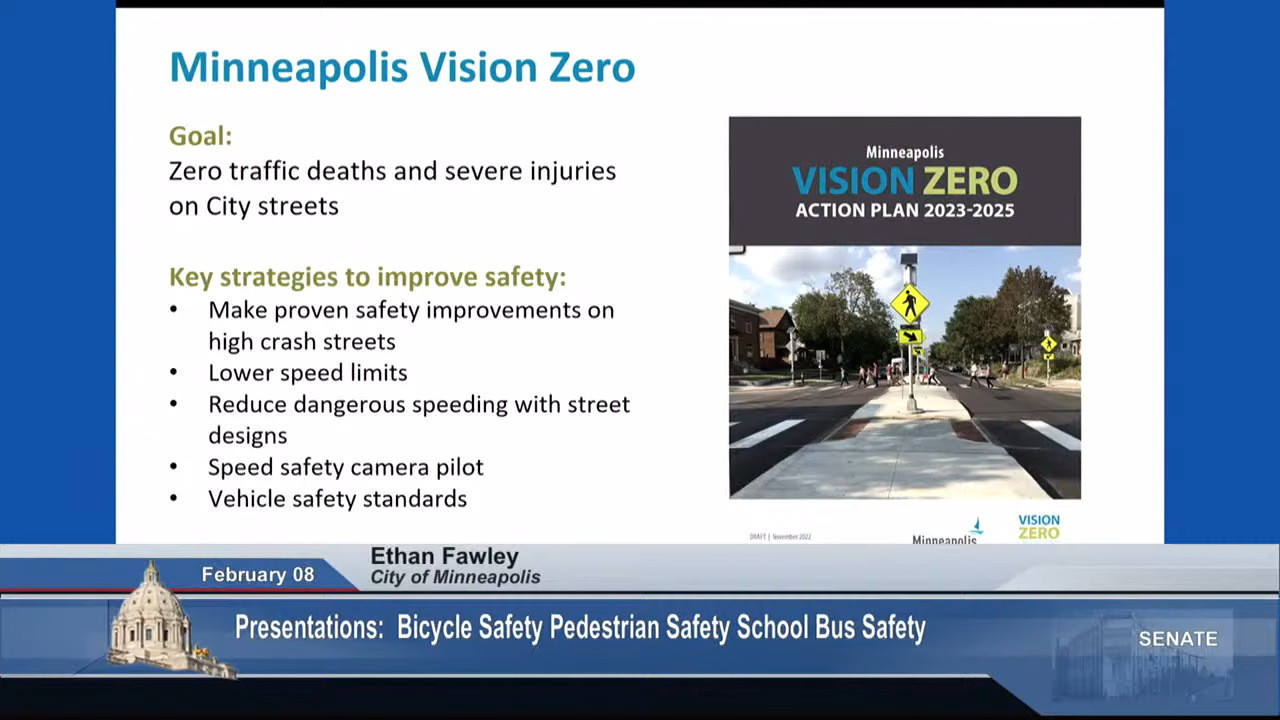 Minneapolis Vision Zero
Goal:
Zero traffic deaths and severe injuries
on City streets
Key strategies to improve safety:
• Make proven safety improvements on
high crash streets
• Lower speed limits
• Reduce dangerous speeding with street
designs
• Speed safety camera pilot
• Vehicle safety standards
Minneapolis
VISION ZERO
ACTION PLAN 2023-2025
DRAFT | November 2022
Minneapolis
VISION
ZERO
Ethan Fawley
City of Minneapolis
February 08
Presentations: Bicycle Safety Pedestrian Safety School Bus Safety
SENATE